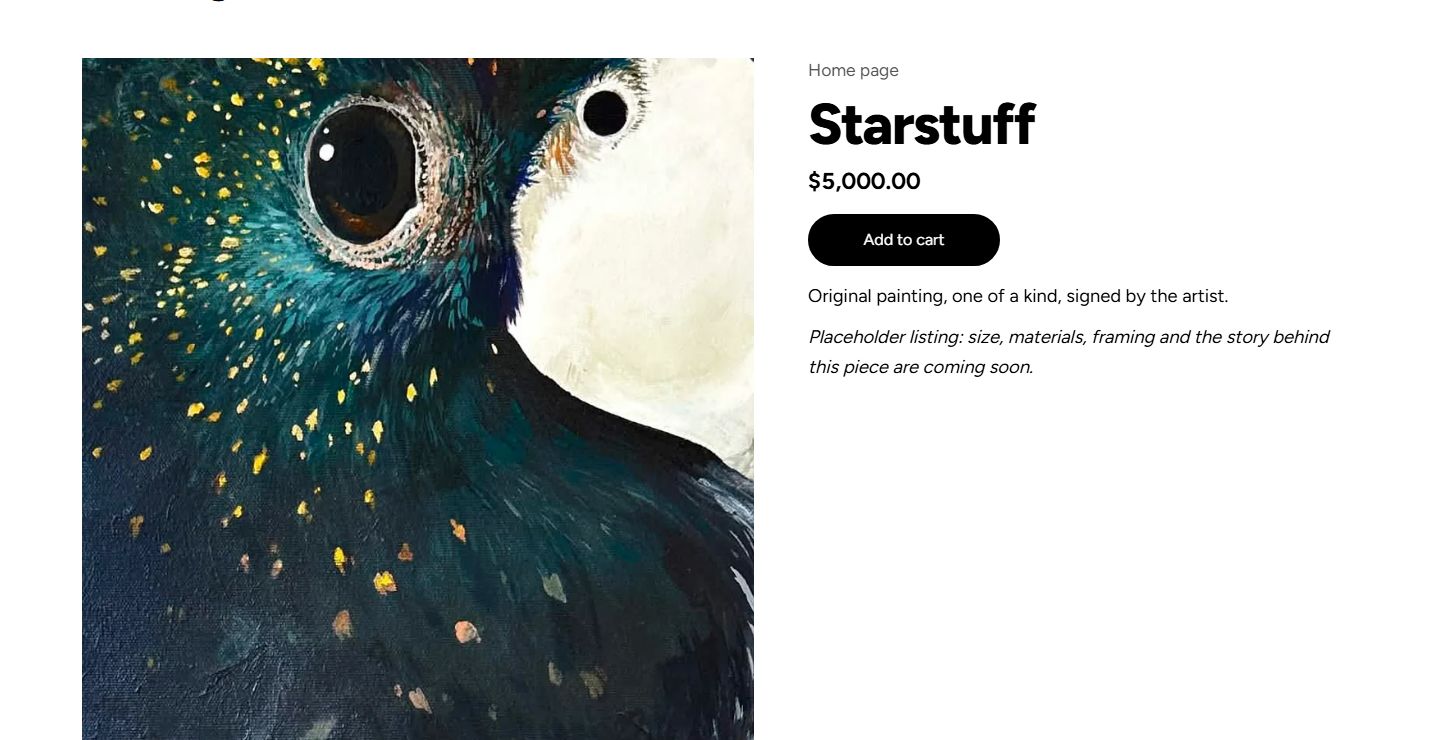 Home page
Starstuff
$5,000.00
Add to cart
Original painting, one of a kind, signed by the artist.
Placeholder listing: size, materials, framing and the story behind
this piece are coming soon.